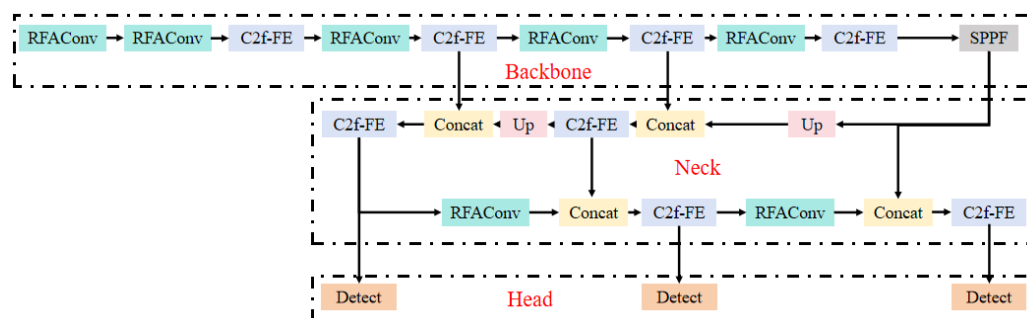 RFAConv RFAConv C2f-FE RFAConv C2f-FE RFAConv C2f-FE RFAConv C2f-FE SPPF
Backbone
C2f-FE Concat Up C2f-FE Concat Up
Neck
RFAConv Concat C2f-FE RFAConv Concat C2f-FE
Detect Head Detect Detect